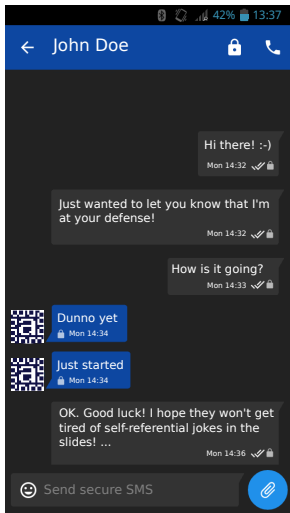 42% 13:37
John Doe
Hi there! :-)
Mon 14:32
Just wanted to let you know that I'm
at your defense!
Mon 14:32
How is it going?
Mon 14:33
a
Dunno yet
Mon 14:34
a
Just started
Mon 14:34
OK. Good luck! I hope they won't get
tired of self-referential jokes in the
slides! ...
Mon 14:36
Send secure SMS